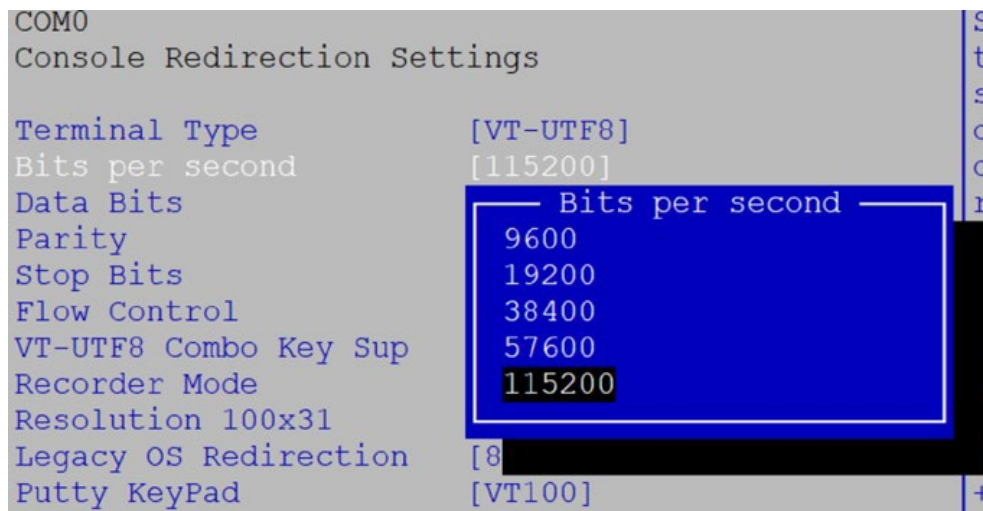 COM0
Console Redirection Settings
Terminal Type [VT-UTF8]
Bits per second [115200]
Data Bits
Parity
Stop Bits
Flow Control
VT-UTF8 Combo Key Sup
Recorder Mode
Resolution 100x31
Legacy OS Redirection [8
Putty KeyPad [VT100]
Bits per second
9600
19200
38400
57600
115200